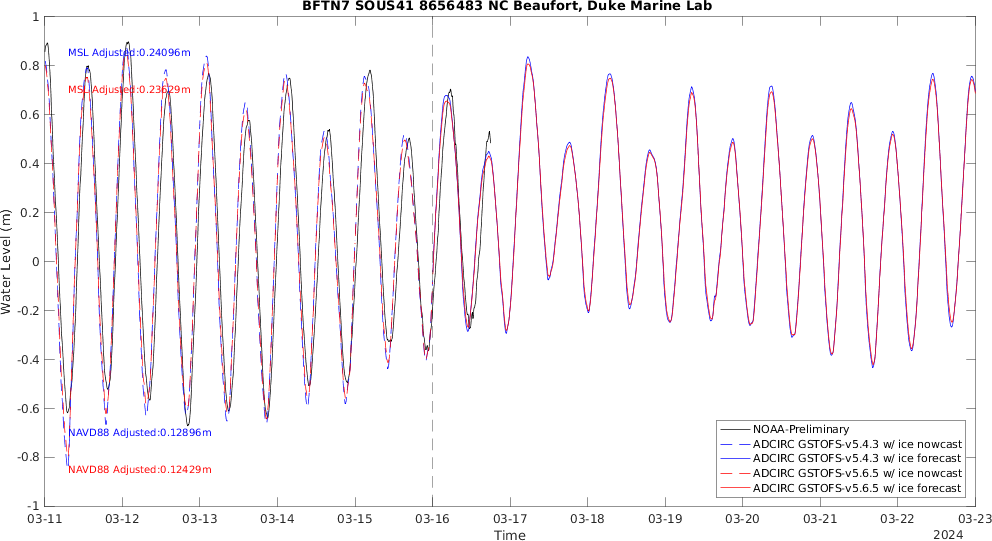 BFTN7 SOUS41 8656483 NC Beaufort, Duke Marine Lab
1
0.8
0.6
0.4
0.2
0
-0.2
-0.4
-0.6
-0.8
-1
Water Level (m)
MSL Adjusted:0.24096m
MSL Adjusted:0.23629m
NAVD88 Adjusted:0.12896m
NAVD88 Adjusted:0.12429m
NOAA-Preliminary
ADCIRC GSTOFS-v5.4.3 w/ ice nowcast
ADCIRC GSTOFS-v5.4.3 w/ ice forecast
ADCIRC GSTOFS-v5.6.5 w/ ice nowcast
ADCIRC GSTOFS-v5.6.5 w/ ice forecast
03-11 03-12 03-13 03-14 03-15 03-16 03-17 03-18 03-19 03-20 03-21 03-22 03-23
Time
2024